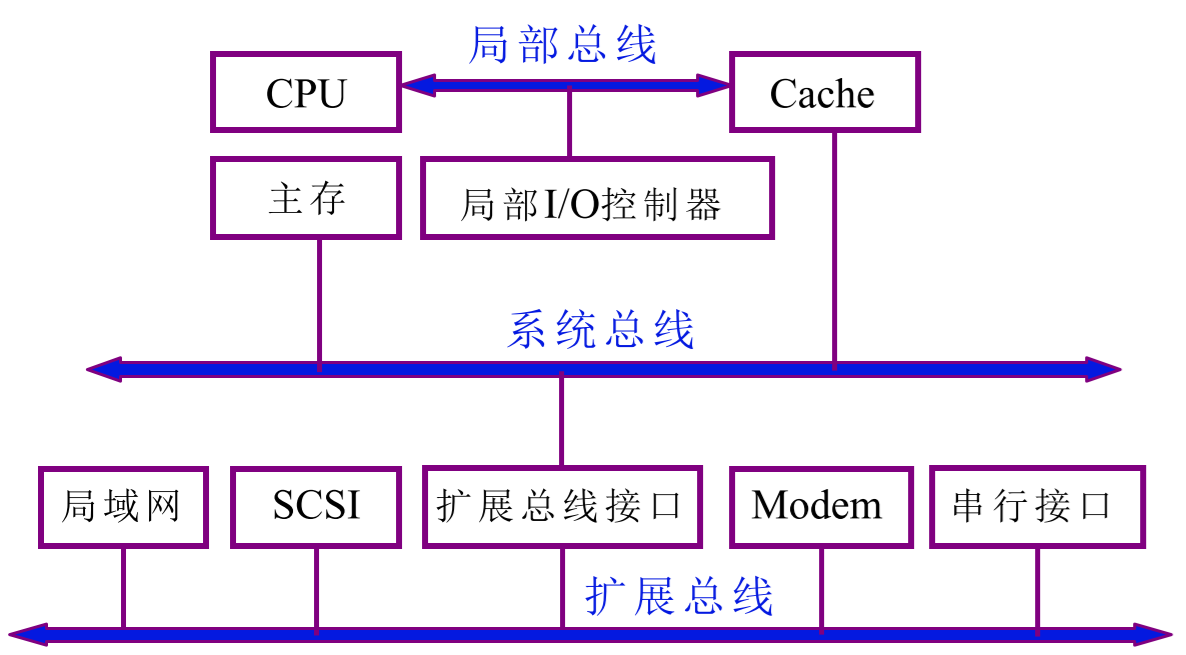 局部总线
CPU
Cache
主存
局部I/O控制器
系统总线
局域网
SCSI
扩展总线接口
Modem
串行接口
扩展总线